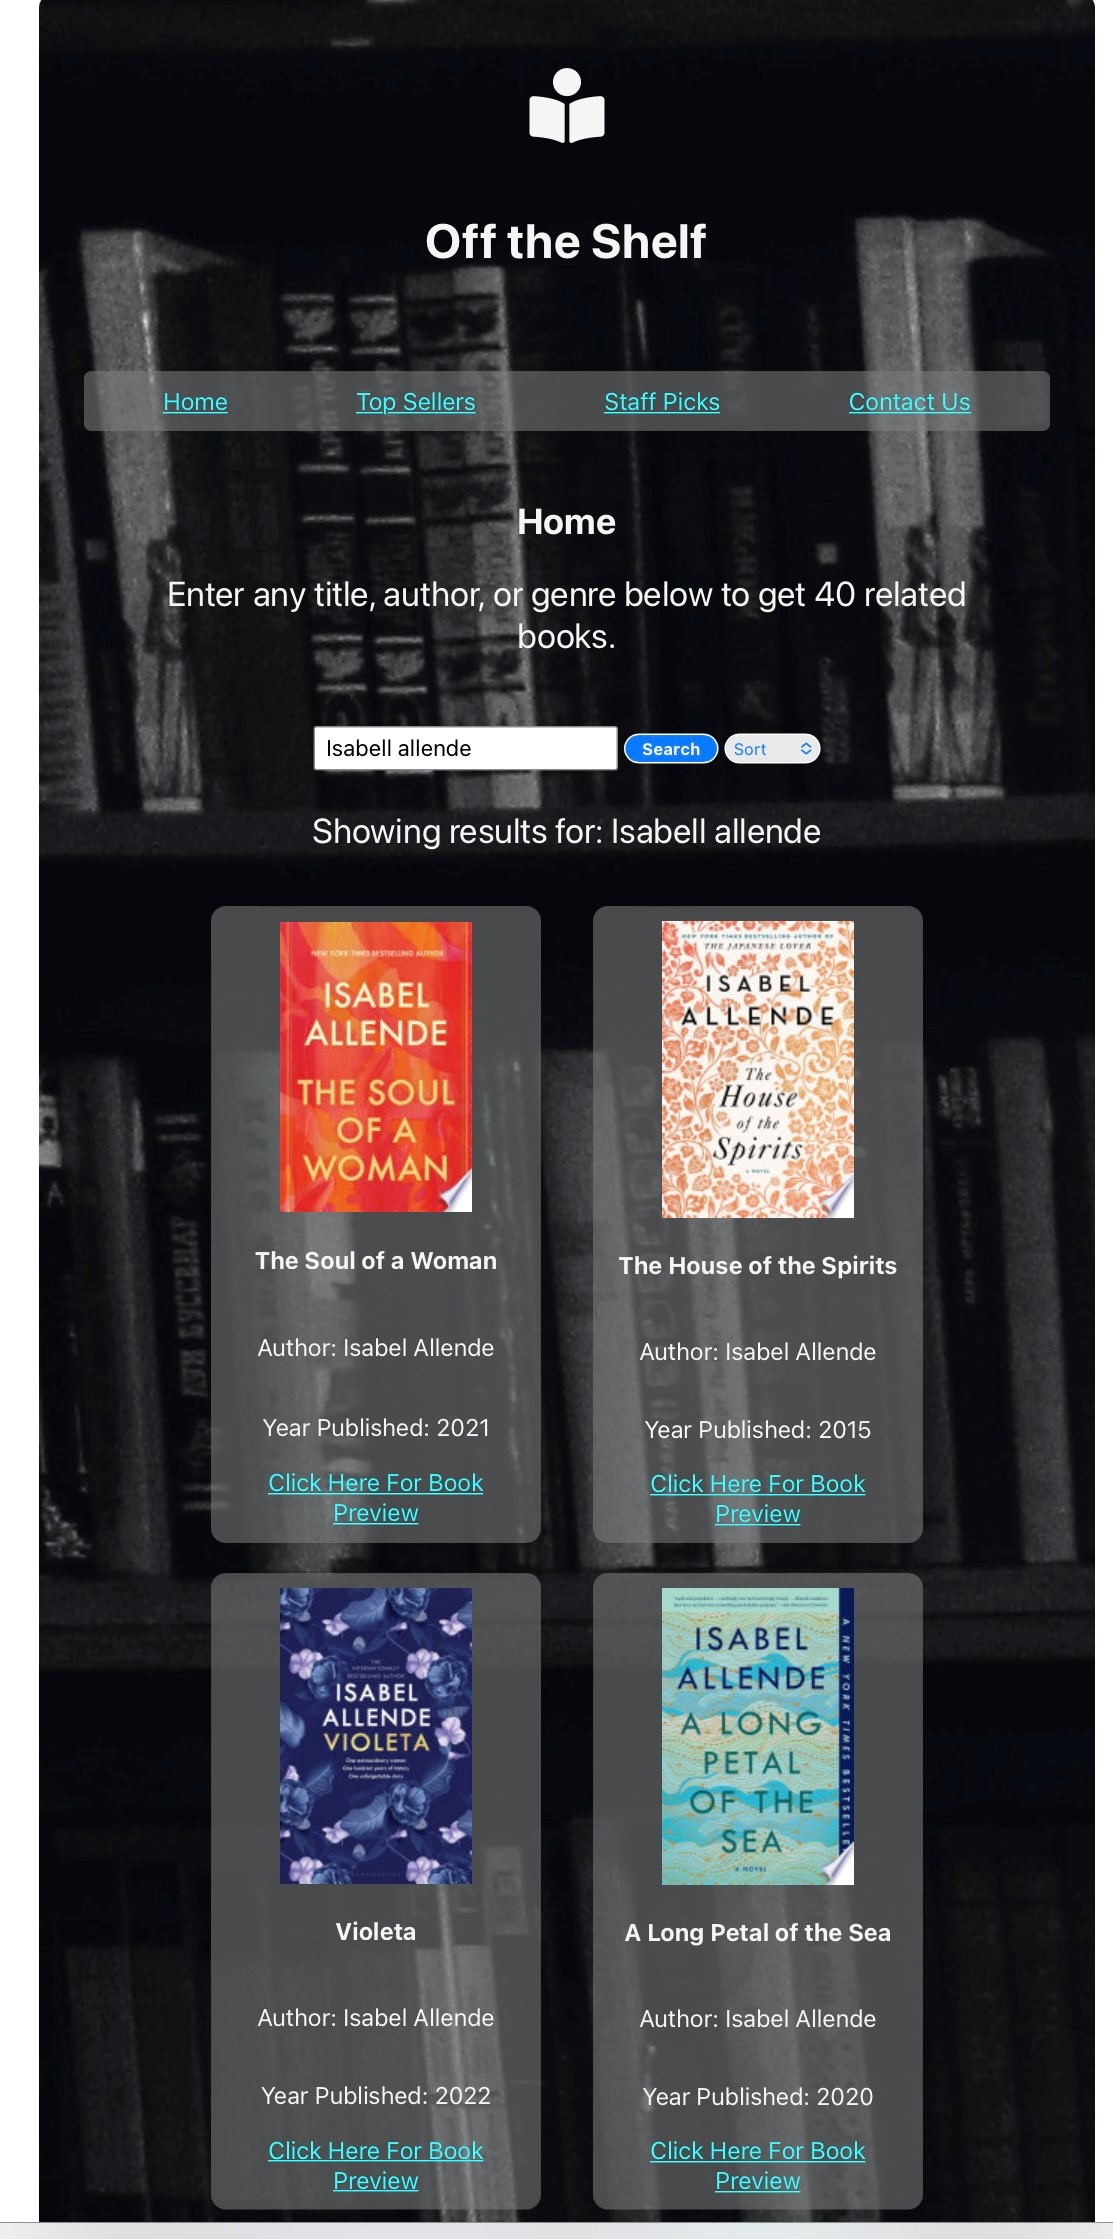 Off the Shelf
Home
Top Sellers
Staff Picks
Contact Us
Home
Enter any title, author, or genre below to get 40 related
books.
Isabell allende
Search
Sort
Showing results for: Isabell allende
NEW YORK TIMES BESTSELLING AUTHOR
ISABEL
ALLENDE
THE SOUL
OF A
WOMAN
The Soul of a Woman
Author: Isabel Allende
Year Published: 2021
Click Here For Book
Preview
NEW YORK TIMES BESTSELLING AUTHOR OF
THE JAPANESE LOVER
ISABEL
ALLENDE
The
House
of the
Spirits
A NOVEL
The House of the Spirits
Author: Isabel Allende
Year Published: 2015
Click Here For Book
Preview
THE
INTERNATIONALLY
BESTSELLING AUTHOR
ISABEL
ALLENDE
VIOLETA
One extraordinary woman
One hundred years of history
One unforgettable story
Violeta
Author: Isabel Allende
Year Published: 2022
Click Here For Book
Preview
ISABEL
ALLENDE
A LONG
PETAL
OF THE
SEA
A NOVEL
A NEW YORK TIMES BESTSELLER
A Long Petal of the Sea
Author: Isabel Allende
Year Published: 2020
Click Here For Book
Preview